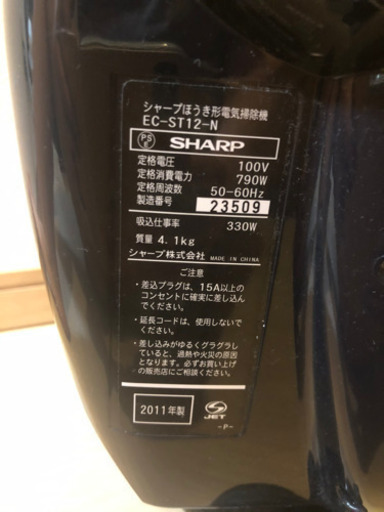 シャープほうき形電気掃除機
EC-ST12-N
PS
E
SHARP
定格電圧 100V
定格消費電力 790W
定格周波数 50-60Hz
製造番号 23509
吸込仕事率 330W
質量 4.1kg
シャープ株式会社 MADE IN CHINA
ご注意
・差込プラグは、15A以上の
コンセントに確実に差し込ん
でください。
・延長コードは、使用しないで
ください。
・差し込みがゆるくグラグラし
ていると、過熱や火災の原因
となります。必ずお買い上げ
の販売店にご相談ください。
2011年製
JET
-P-